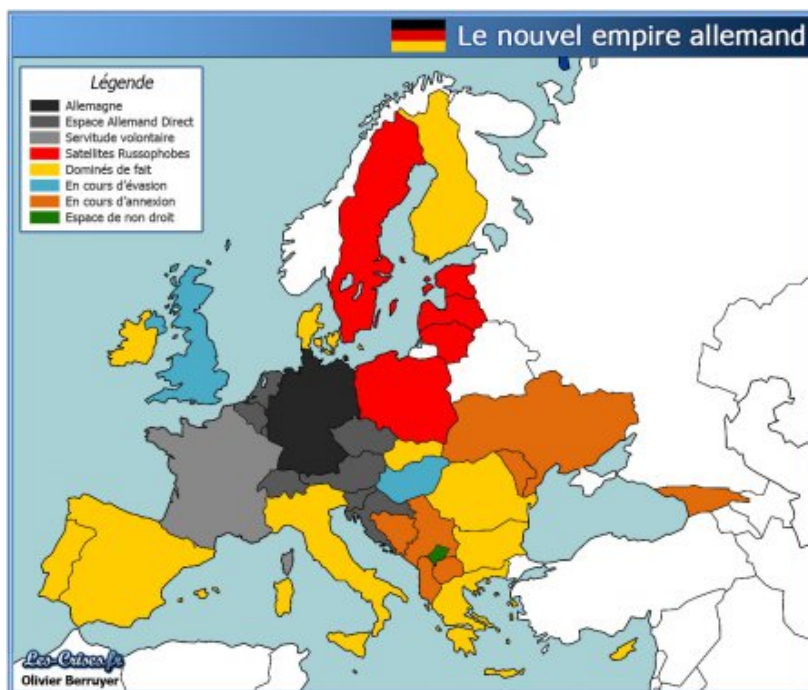 Le nouvel empire allemand
Légende
Allemagne
Espace Allemand Direct
Servitude volontaire
Satellites Russophobes
Dominés de fait
En cours d'évasion
En cours d'annexion
Espace de non droit
Les-Crises.fr
Olivier Berruyer